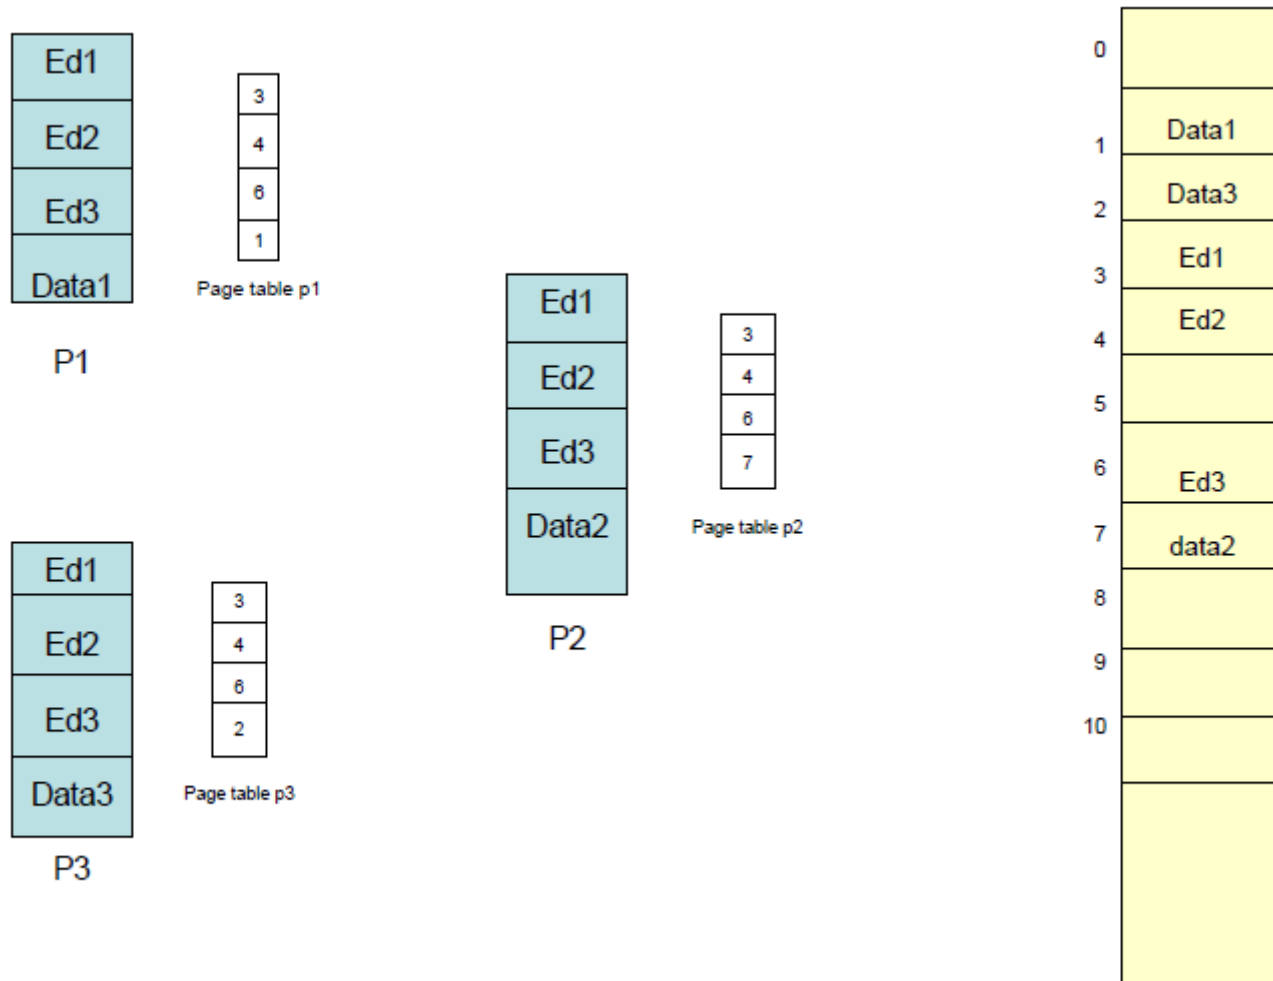 Ed1
Ed2
Ed3
Data1
P1
3
4
6
1
Page table p1
Ed1
Ed2
Ed3
Data2
P2
3
4
6
7
Page table p2
Ed1
Ed2
Ed3
Data3
P3
3
4
6
2
Page table p3
0
1 Data1
2 Data3
3 Ed1
4 Ed2
5
6 Ed3
7 data2
8
9
10